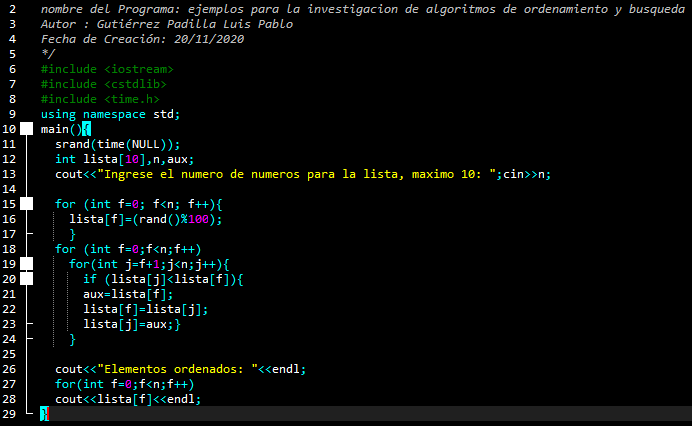 2 nombre del Programa: ejemplos para la investigacion de algoritmos de ordenamiento y busqueda
3 Autor : Gutiérrez Padilla Luis Pablo
4 Fecha de Creación: 20/11/2020
5 */
6 #include <iostream>
7 #include <cstdlib>
8 #include <time.h>
9 using namespace std;
10 main(){
11 srand(time(NULL));
12 int lista[10],n,aux;
13 cout<<"Ingrese el numero de numeros para la lista, maximo 10: ";cin>>n;
14
15 for (int f=0; f<n; f++){
16 lista[f]=(rand()%100);
17 }
18 for (int f=0;f<n;f++)
19 for(int j=f+1;j<n;j++){
20 if (lista[j]<lista[f]){
21 aux=lista[f];
22 lista[f]=lista[j];
23 lista[j]=aux;}
24 }
25
26 cout<<"Elementos ordenados: "<<endl;
27 for(int f=0;f<n;f++)
28 cout<<lista[f]<<endl;
29 }